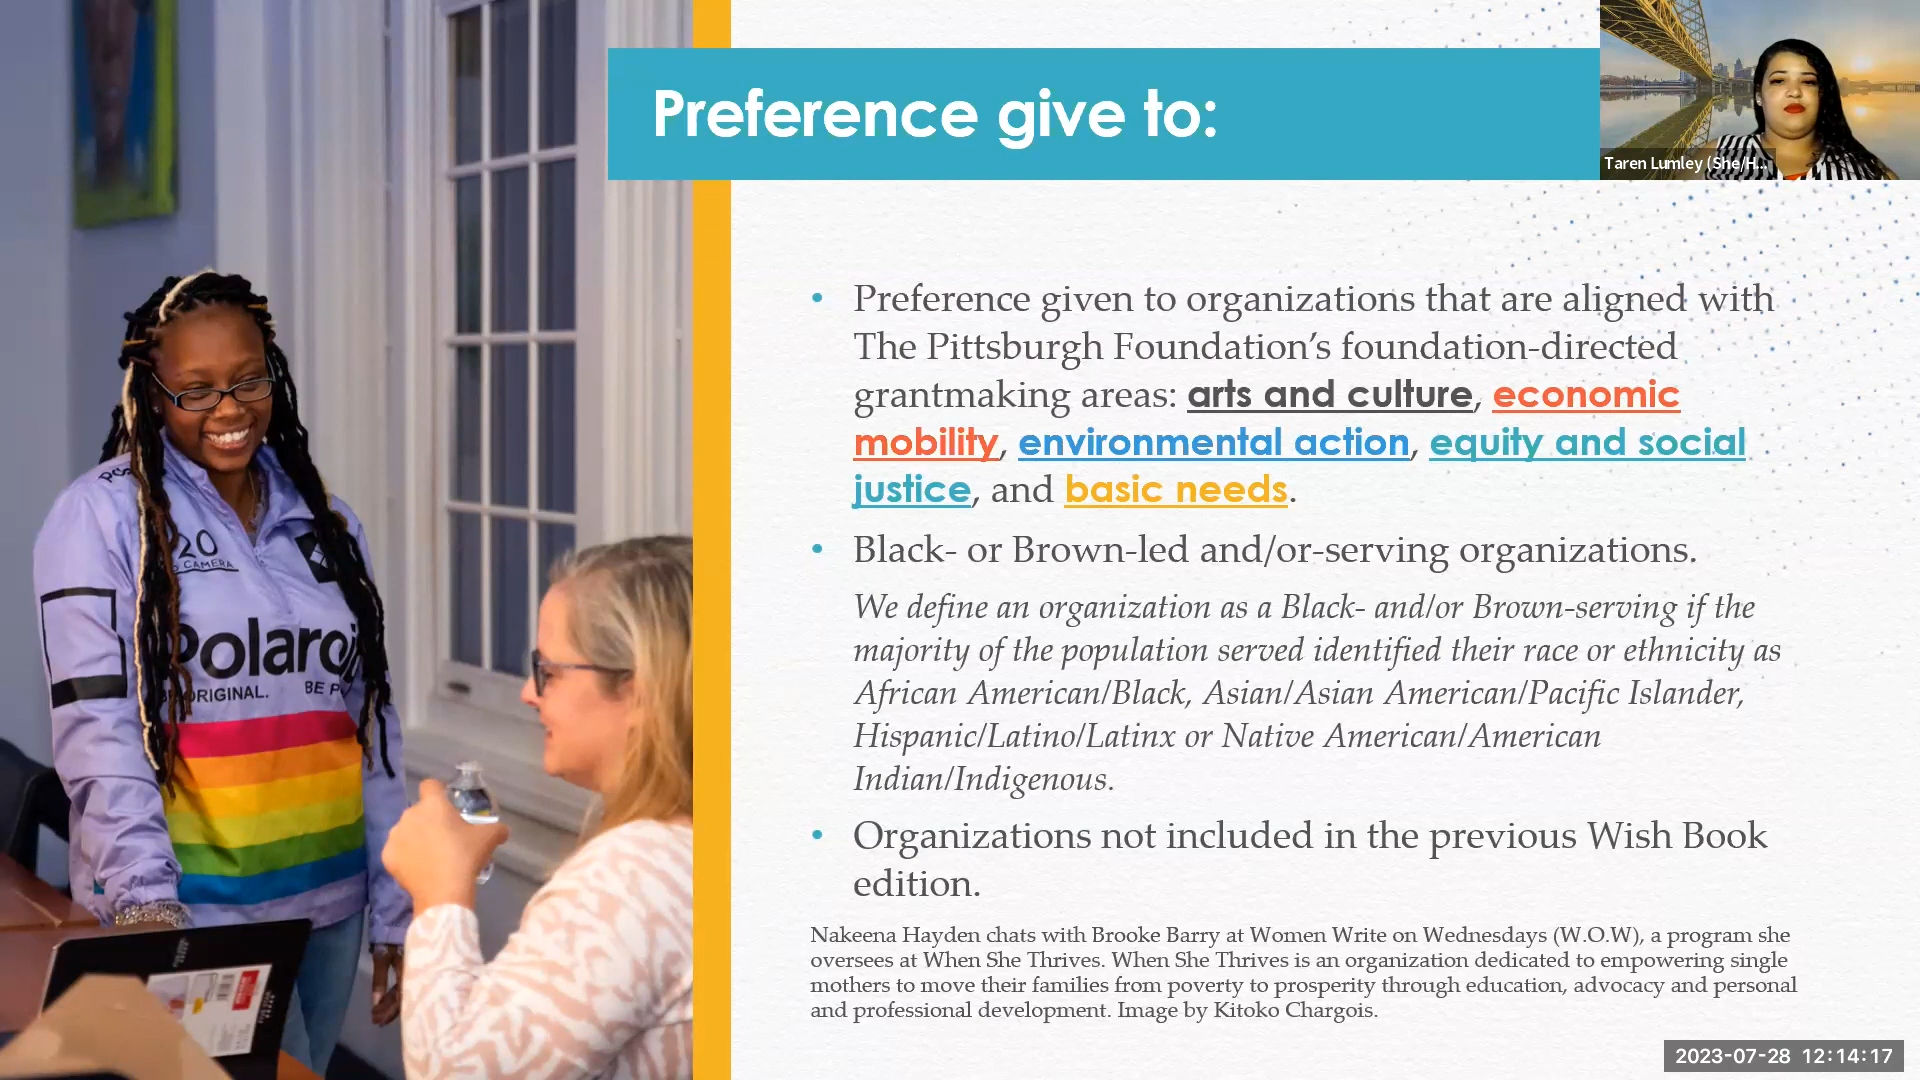 Preference give to:
Taren Lumley (She/H...
Preference given to organizations that are aligned with
The Pittsburgh Foundation’s foundation-directed
grantmaking areas: arts and culture, economic
mobility, environmental action, equity and social
justice, and basic needs.
Black- or Brown-led and/or-serving organizations.
We define an organization as a Black- and/or Brown-serving if the
majority of the population served identified their race or ethnicity as
African American/Black, Asian/Asian American/Pacific Islander,
Hispanic/Latino/Latinx or Native American/American
Indian/Indigenous.
Organizations not included in the previous Wish Book
edition.
Nakeena Hayden chats with Brooke Barry at Women Write on Wednesdays (W.O.W), a program she
oversees at When She Thrives. When She Thrives is an organization dedicated to empowering single
mothers to move their families from poverty to prosperity through education, advocacy and personal
and professional development. Image by Kitoko Chargois.
2023-07-28 12:14:17
20
CAMERA
Polaroi
ORIGINAL. BE P